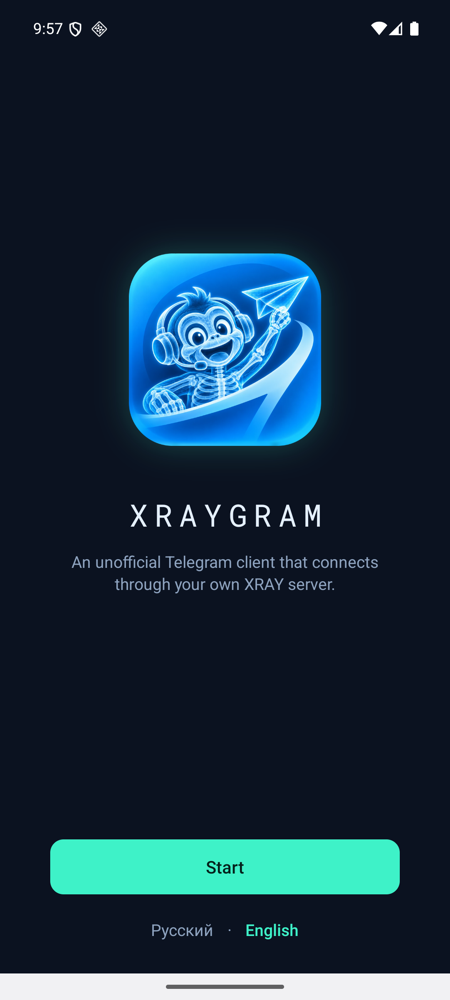 9:57
XRAYGRAM
An unofficial Telegram client that connects
through your own XRAY server.
Start
Русский · English